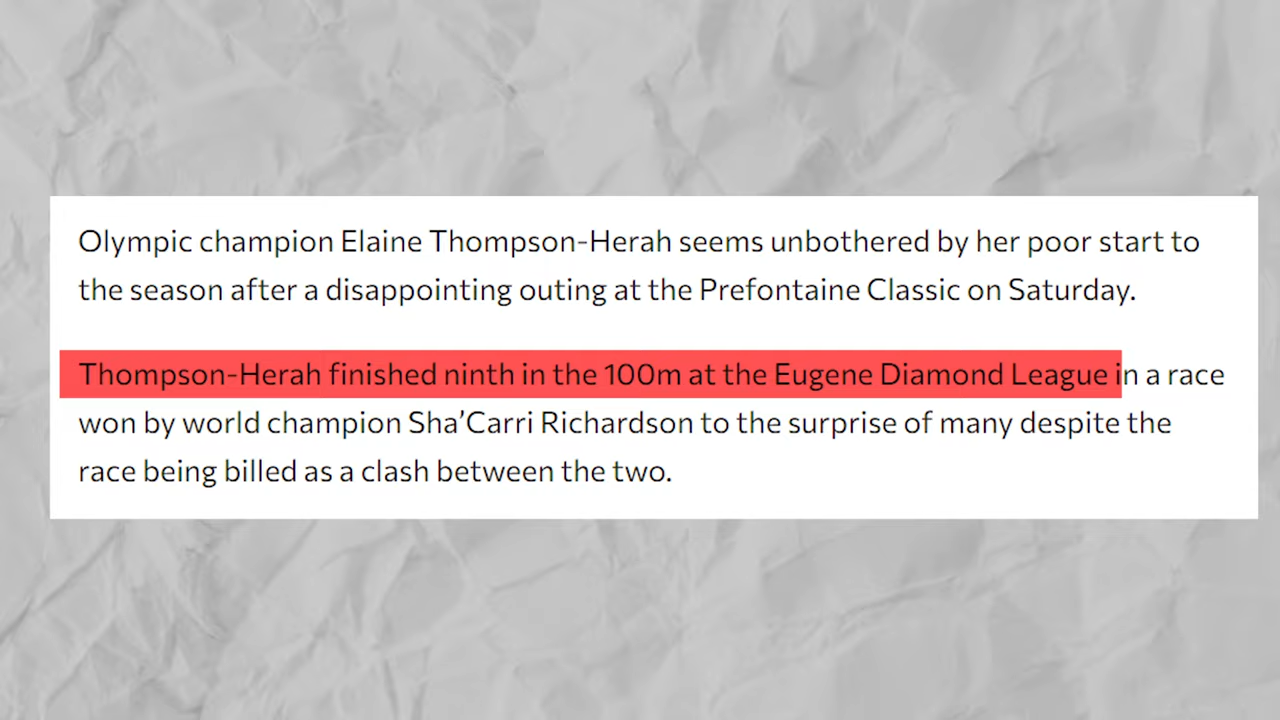 Olympic champion Elaine Thompson-Herah seems unbothered by her poor start to
the season after a disappointing outing at the Prefontaine Classic on Saturday.
Thompson-Herah finished ninth in the 100m at the Eugene Diamond League in a race
won by world champion Sha’Carri Richardson to the surprise of many despite the
race being billed as a clash between the two.